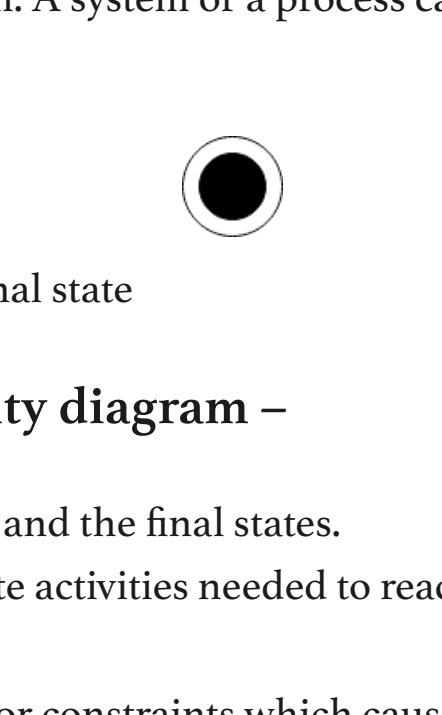 A system or a process ca
nal state
ity diagram –
and the final states.
te activities needed to reac
or constraints which caus